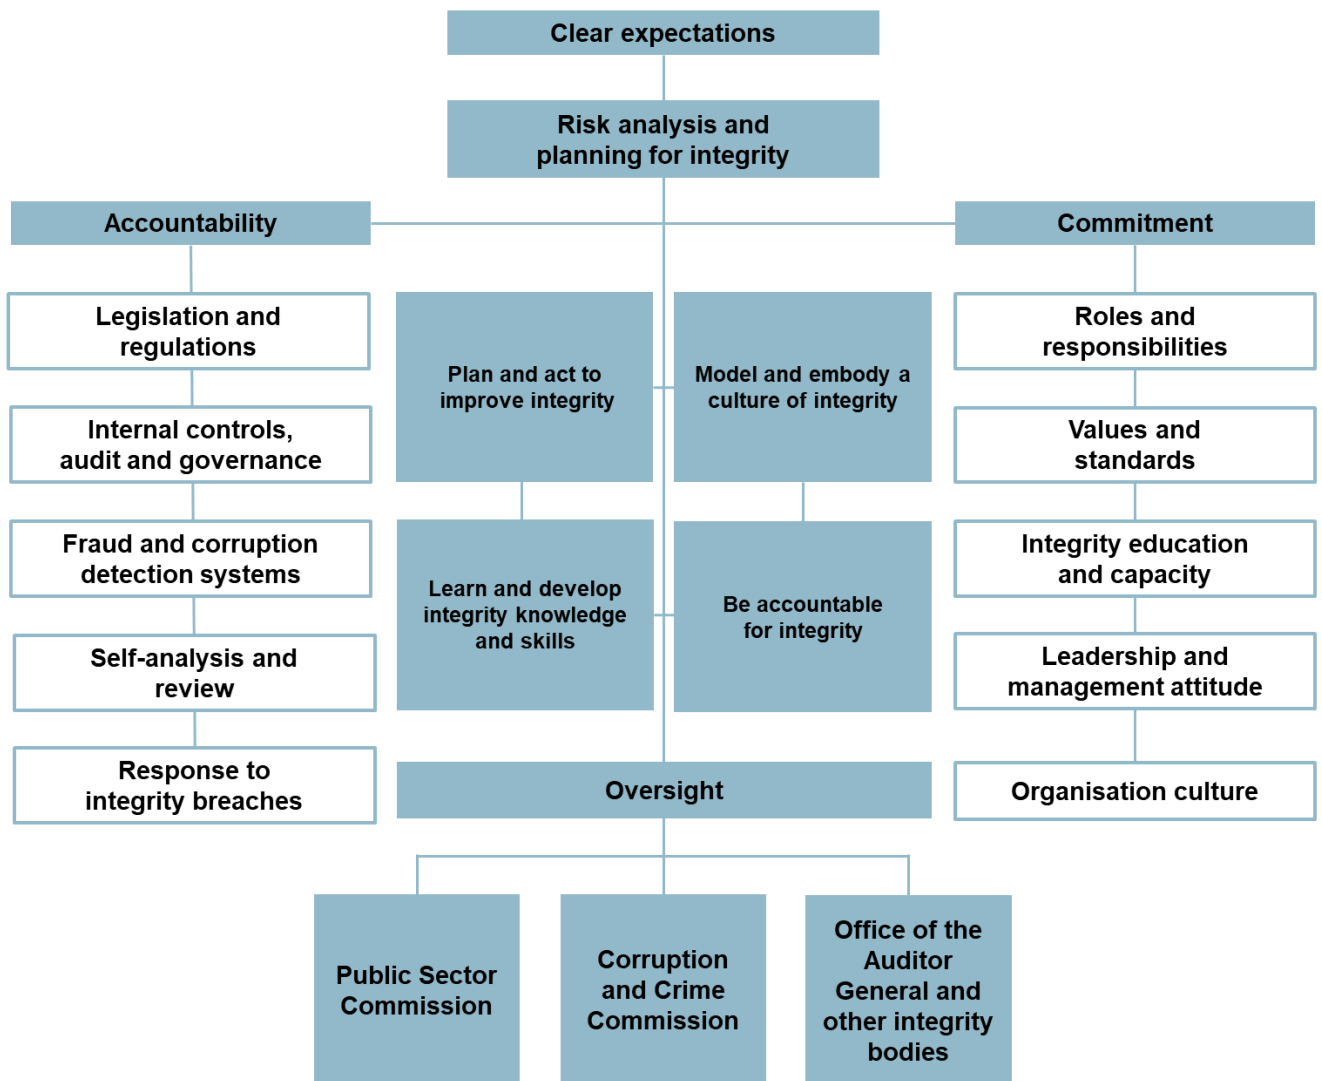 Clear expectations
Risk analysis and
planning for integrity
Accountability
Commitment
Legislation and
regulations
Internal controls,
audit and governance
Fraud and corruption
detection systems
Self-analysis and
review
Response to
integrity breaches
Plan and act to
improve integrity
Model and embody a
culture of integrity
Learn and develop
integrity knowledge
and skills
Be accountable
for integrity
Roles and
responsibilities
Values and
standards
Integrity education
and capacity
Leadership and
management attitude
Organisation culture
Oversight
Public Sector
Commission
Corruption
and Crime
Commission
Office of the
Auditor
General and
other integrity
bodies